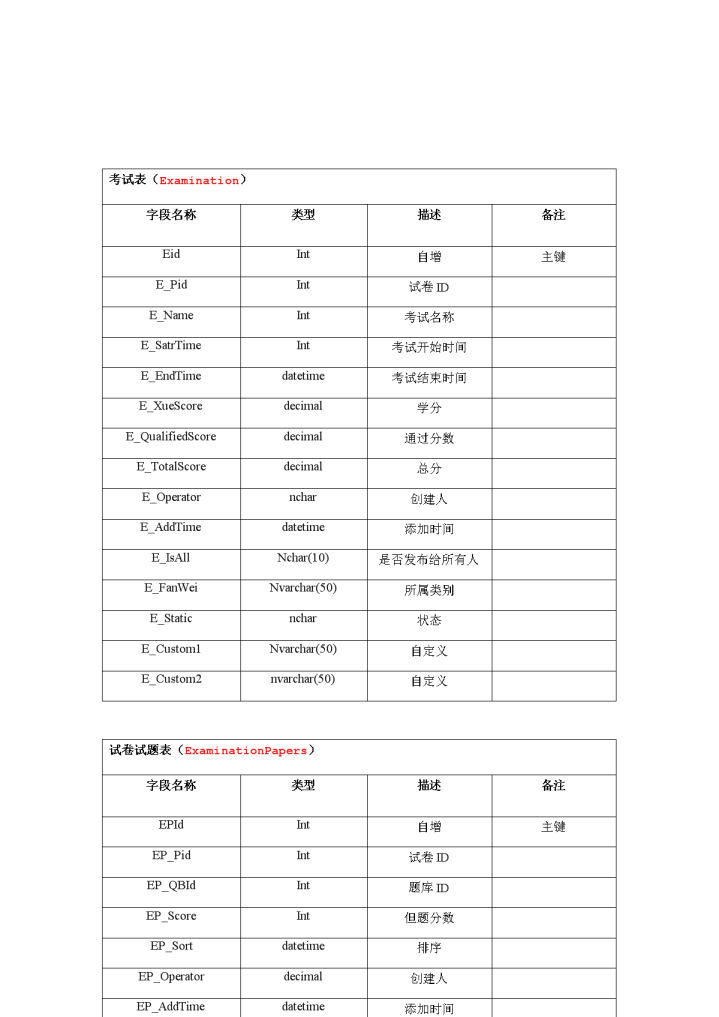 考试表（Examination）
字段名称 类型 描述 备注
Eid Int 自增 主键
E_Pid Int 试卷 ID
E_Name Int 考试名称
E_SatrTime Int 考试开始时间
E_EndTime datetime 考试结束时间
E_XueScore decimal 学分
E_QualifiedScore decimal 通过分数
E_TotalScore decimal 总分
E_Operator nchar 创建人
E_AddTime datetime 添加时间
E_IsAll Nchar(10) 是否发布给所有人
E_FanWei Nvarchar(50) 所属类别
E_Static nchar 状态
E_Custom1 Nvarchar(50) 自定义
E_Custom2 nvarchar(50) 自定义
试卷试题表（ExaminationPapers）
字段名称 类型 描述 备注
EPId Int 自增 主键
EP_Pid Int 试卷 ID
EP_QBId Int 题库 ID
EP_Score Int 但题分数
EP_Sort datetime 排序
EP_Operator decimal 创建人
EP_AddTime datetime 添加时间